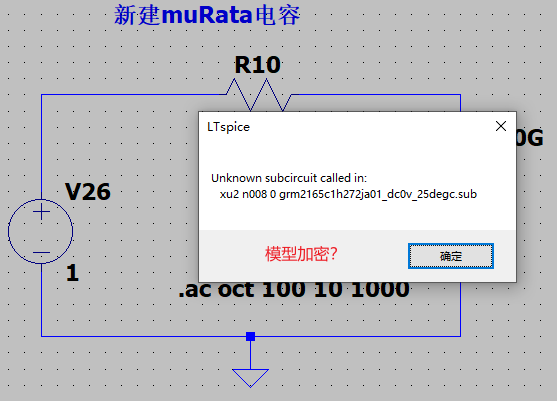 新建muRata电容
R10
LTspice
0G
Unknown subcircuit called in:
xu2 n008 0 grm2165c1h272ja01_dc0v_25degc.sub
V26
模型加密?
确定
1
.ac oct 100 10 1000